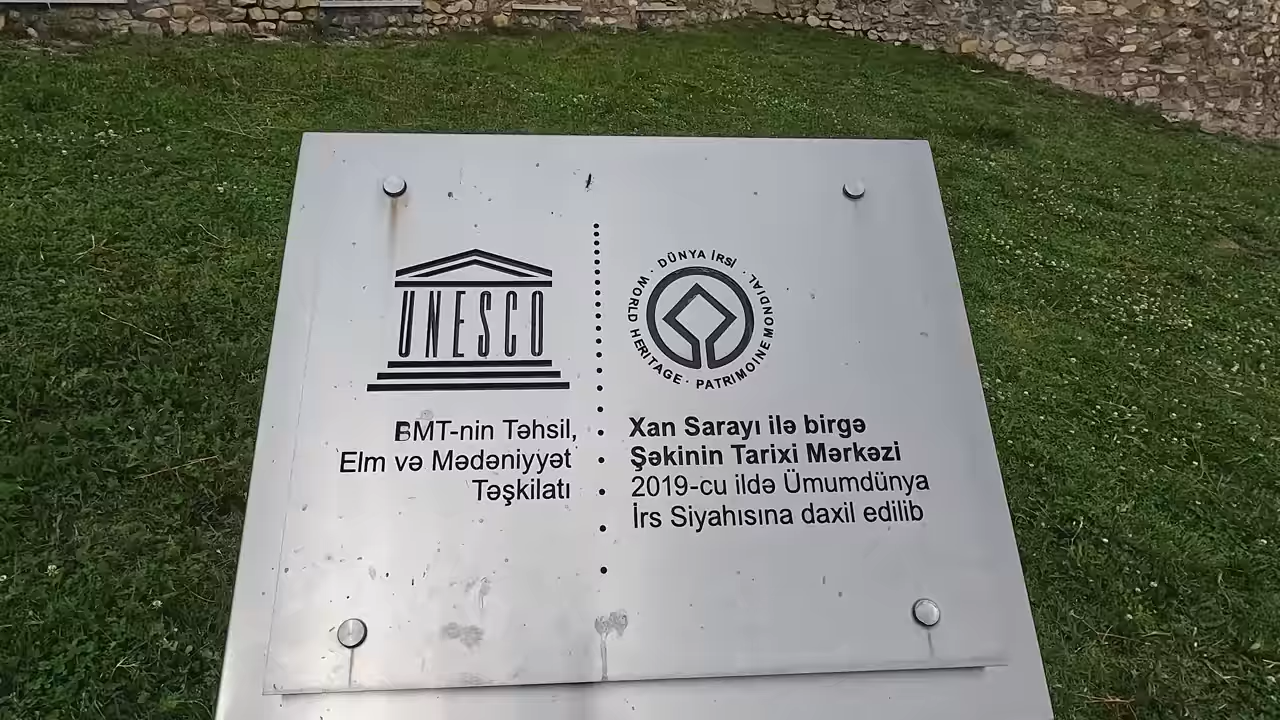 UNESCO
BMT-nin Təhsil,
Elm və Mədəniyyət
Təşkilatı
· DÜNYA İRSİ · WORLD HERITAGE · PATRIMOINE MONDIAL
Xan Sarayı ilə birgə
Şəkinin Tarixi Mərkəzi
2019-cu ildə Ümumdünya
İrs Siyahısına daxil edilib